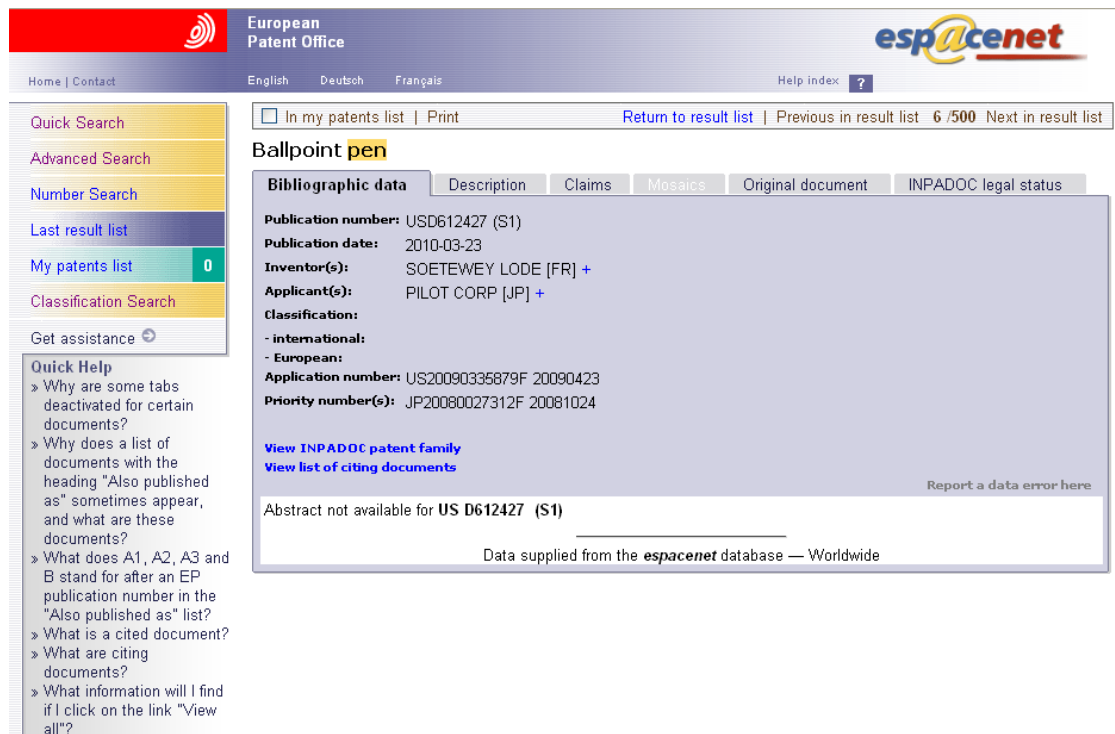 European
Patent Office
espacenet
Home | Contact
English Deutsch Français
Help index ?
Quick Search
Advanced Search
Number Search
Last result list
My patents list 0
Classification Search
Get assistance
Quick Help
» Why are some tabs
deactivated for certain
documents?
» Why does a list of
documents with the
heading "Also published
as" sometimes appear,
and what are these
documents?
» What does A1, A2, A3 and
B stand for after an EP
publication number in the
"Also published as" list?
» What is a cited document?
» What are citing
documents?
» What information will I find
if I click on the link "View
all"?
In my patents list | Print
Return to result list | Previous in result list 6 /500 Next in result list
Ballpoint pen
Bibliographic data Description Claims Mosaics Original document INPADOC legal status
Publication number: USD612427 (S1)
Publication date: 2010-03-23
Inventor(s): SOETEWEY LODE [FR] +
Applicant(s): PILOT CORP [JP] +
Classification:
- international:
- European:
Application number: US20090335879F 20090423
Priority number(s): JP20080027312F 20081024
View INPADOC patent family
View list of citing documents
Report a data error here
Abstract not available for US D612427 (S1)
Data supplied from the espacenet database — Worldwide